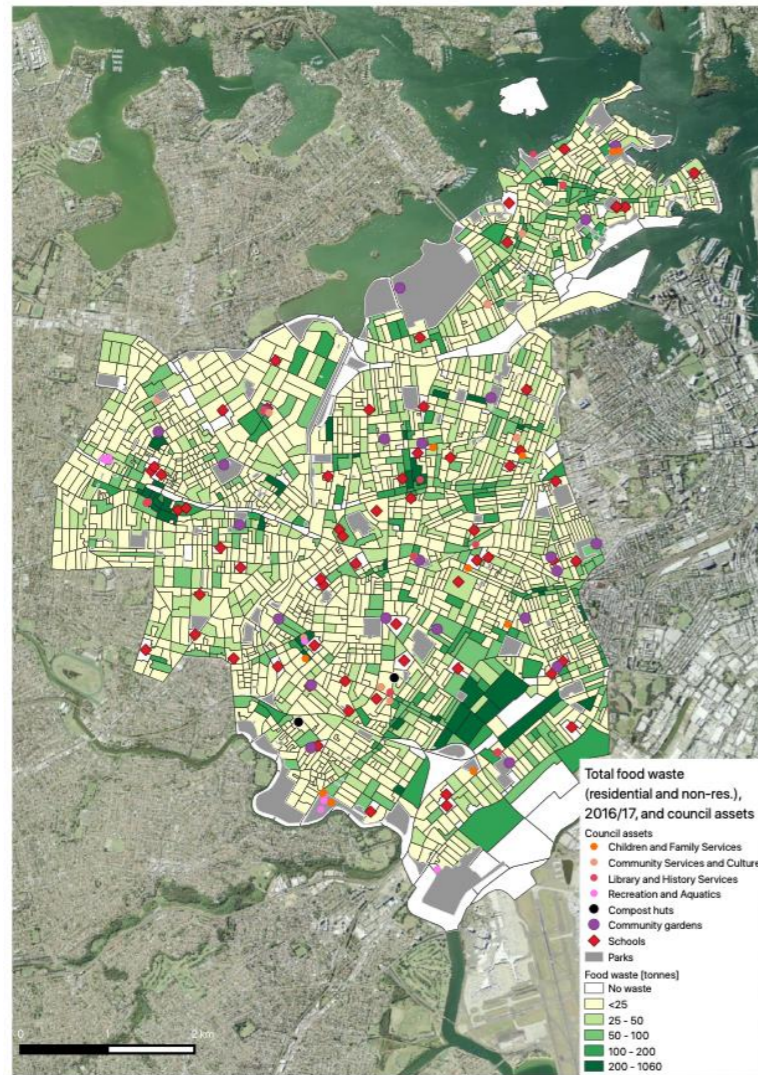 Total food waste
(residential and non-res.),
2016/17, and council assets
Council assets
Children and Family Services
Community Services and Culture
Library and History Services
Recreation and Aquatics
Compost huts
Community gardens
Schools
Parks
Food waste [tonnes]
No waste
<25
25 - 50
50 - 100
100 - 200
200 - 1060
0 1 2 km